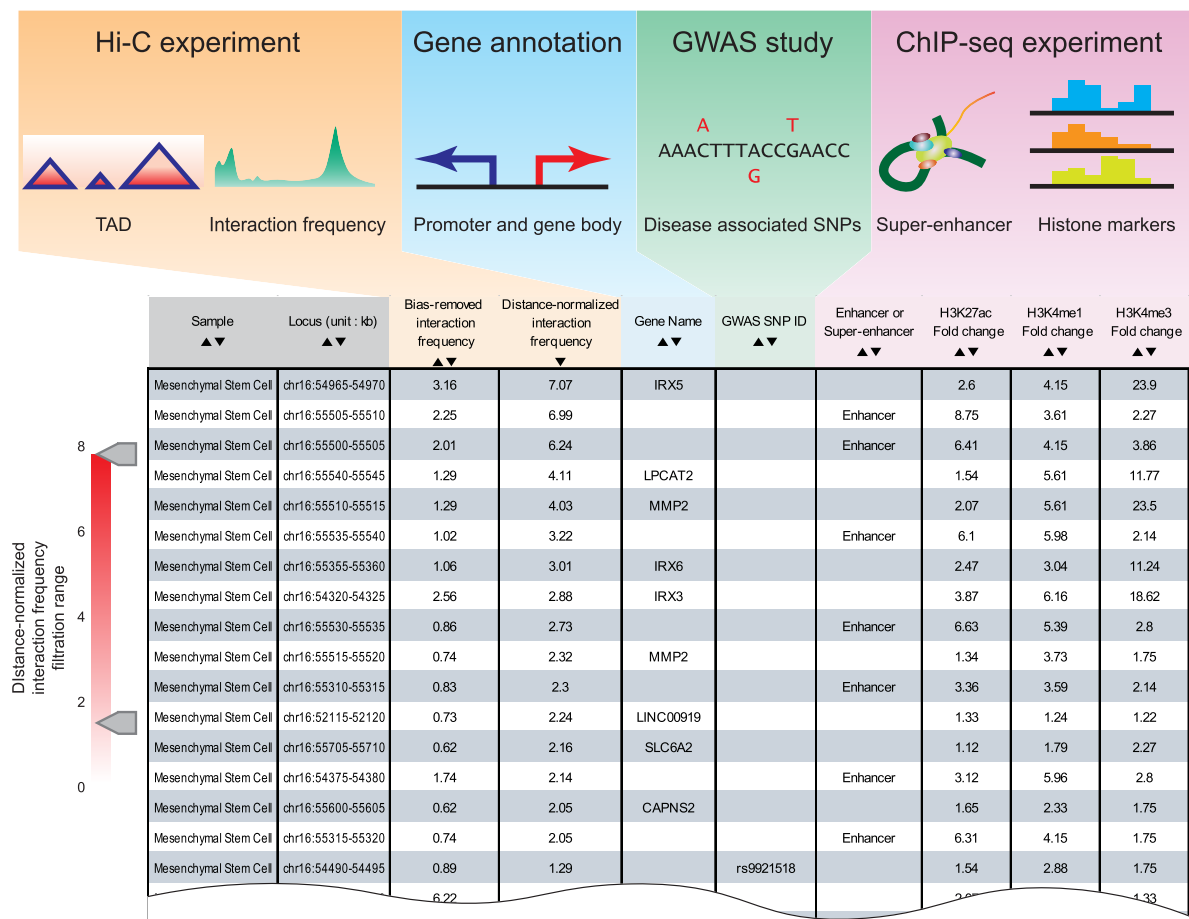 Hi-C experiment
Gene annotation
GWAS study
ChIP-seq experiment
A T
AAACTTTACCGAACC
G
TAD
Interaction frequency
Promoter and gene body
Disease associated SNPs
Super-enhancer
Histone markers
Sample
Locus (unit : kb)
Bias-removed
interaction
frequency
Distance-normalized
interaction
frerquency
Gene Name
GWAS SNP ID
Enhancer or
Super-enhancer
H3K27ac
Fold change
H3K4me1
Fold change
H3K4me3
Fold change
Mesenchymal Stem Cell chr16:54965-54970 3.16 7.07 IRX5 2.6 4.15 23.9
Mesenchymal Stem Cell chr16:55505-55510 2.25 6.99 Enhancer 8.75 3.61 2.27
Mesenchymal Stem Cell chr16:55500-55505 2.01 6.24 Enhancer 6.41 4.15 3.86
Mesenchymal Stem Cell chr16:55540-55545 1.29 4.11 LPCAT2 1.54 5.61 11.77
Mesenchymal Stem Cell chr16:55510-55515 1.29 4.03 MMP2 2.07 5.61 23.5
Mesenchymal Stem Cell chr16:55535-55540 1.02 3.22 Enhancer 6.1 5.98 2.14
Mesenchymal Stem Cell chr16:55355-55360 1.06 3.01 IRX6 2.47 3.04 11.24
Mesenchymal Stem Cell chr16:54320-54325 2.56 2.88 IRX3 3.87 6.16 18.62
Mesenchymal Stem Cell chr16:55530-55535 0.86 2.73 Enhancer 6.63 5.39 2.8
Mesenchymal Stem Cell chr16:55515-55520 0.74 2.32 MMP2 1.34 3.73 1.75
Mesenchymal Stem Cell chr16:55310-55315 0.83 2.3 Enhancer 3.36 3.59 2.14
Mesenchymal Stem Cell chr16:52115-52120 0.73 2.24 LINC00919 1.33 1.24 1.22
Mesenchymal Stem Cell chr16:55705-55710 0.62 2.16 SLC6A2 1.12 1.79 2.27
Mesenchymal Stem Cell chr16:54375-54380 1.74 2.14 Enhancer 3.12 5.96 2.8
Mesenchymal Stem Cell chr16:55600-55605 0.62 2.05 CAPNS2 1.65 2.33 1.75
Mesenchymal Stem Cell chr16:55315-55320 0.74 2.05 Enhancer 6.31 4.15 1.75
Mesenchymal Stem Cell chr16:54490-54495 0.89 1.29 rs9921518 1.54 2.88 1.75
6.22
8
6
4
2
0
Distance-normalized
interaction frequency
filtration range